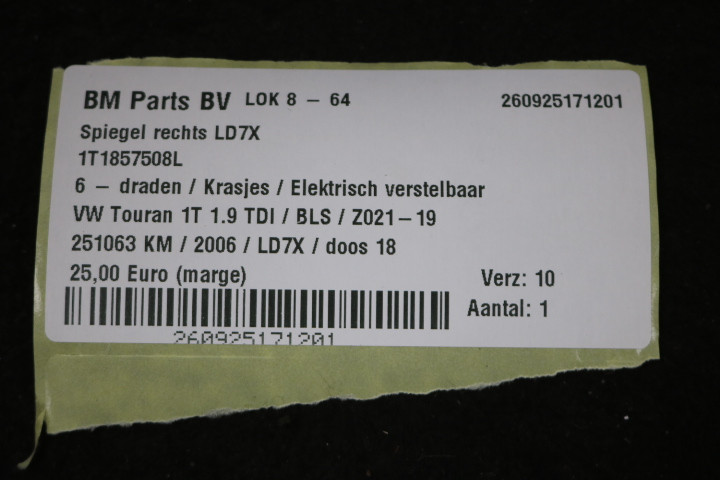 BM Parts BV LOK 8 – 64 260925171201
Spiegel rechts LD7X
1T1857508L
6 – draden / Krasjes / Elektrisch verstelbaar
VW Touran 1T 1.9 TDI / BLS / Z021–19
251063 KM / 2006 / LD7X / doos 18
25,00 Euro (marge) Verz: 10
Aantal: 1
260925171201